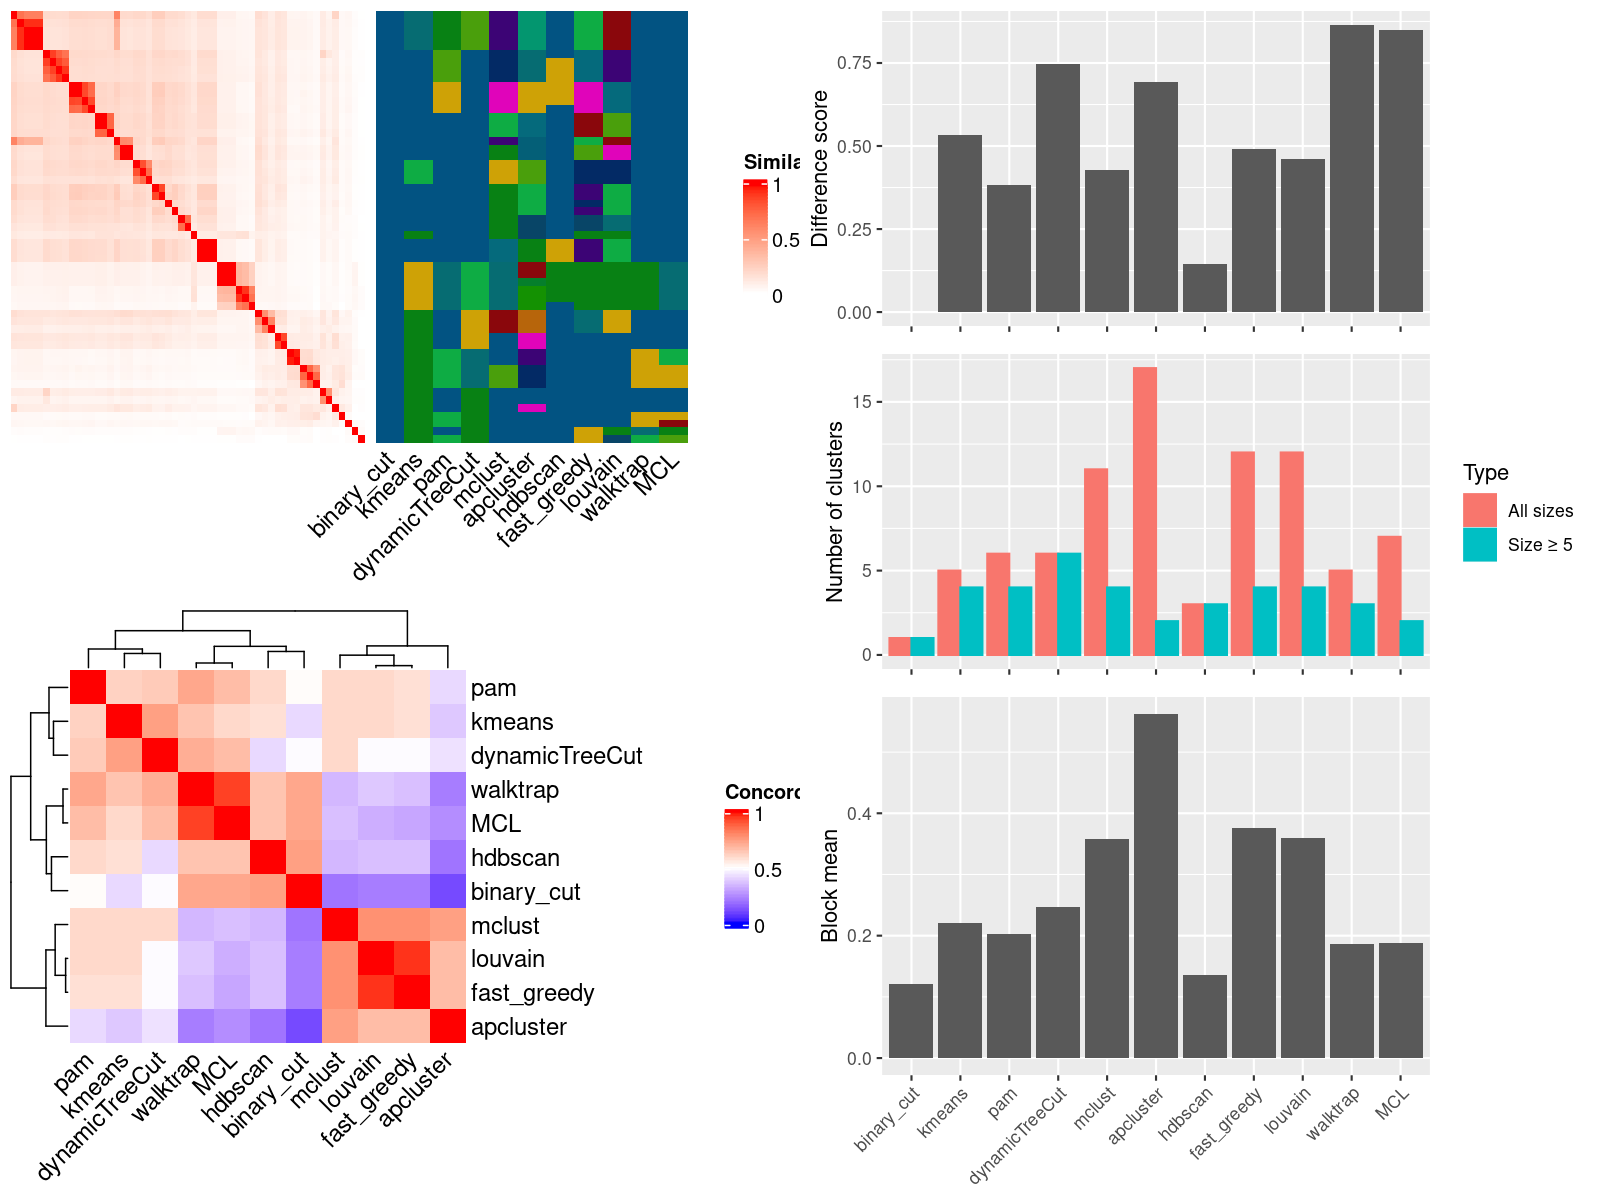 Simila
1
0.5
0
binary_cut
kmeans
pam
dynamicTreeCut
mclust
apcluster
hdbscan
fast_greedy
louvain
walktrap
MCL
pam
kmeans
dynamicTreeCut
walktrap
MCL
hdbscan
binary_cut
mclust
louvain
fast_greedy
apcluster
Concord
1
0.5
0
pam
kmeans
dynamicTreeCut
walktrap
MCL
hdbscan
binary_cut
mclust
louvain
fast_greedy
apcluster
Difference score
0.75
0.50
0.25
0.00
Number of clusters
15
10
5
0
Type
All sizes
Size ≥ 5
Block mean
0.4
0.2
0.0
binary_cut
kmeans
pam
dynamicTreeCut
mclust
apcluster
hdbscan
fast_greedy
louvain
walktrap
MCL